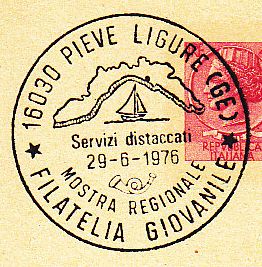 16030 PIEVE LIGURE (GE)
Servizi distaccati
29-6-1976
MOSTRA REGIONALE
FILATELIA GIOVANILE
REPUBBLICA
ITALIANA